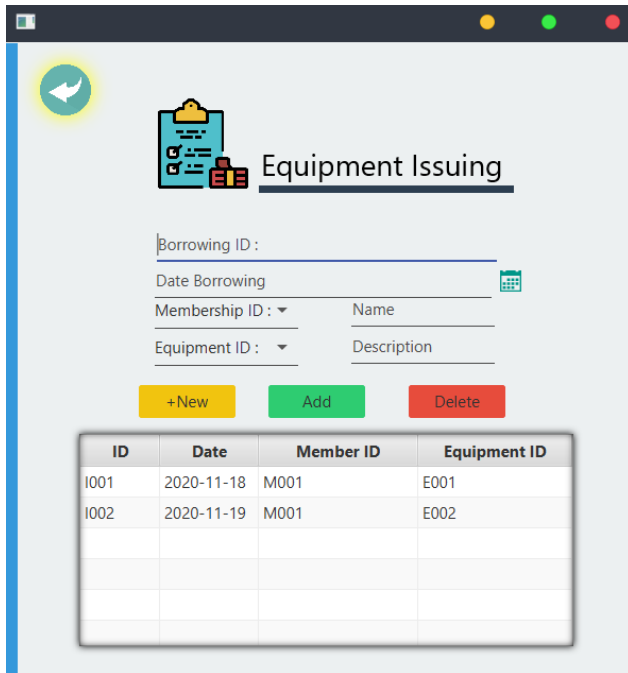 Equipment Issuing
Borrowing ID :
Date Borrowing
Membership ID : Name
Equipment ID : Description
+New Add Delete
ID Date Member ID Equipment ID
I001 2020-11-18 M001 E001
I002 2020-11-19 M001 E002